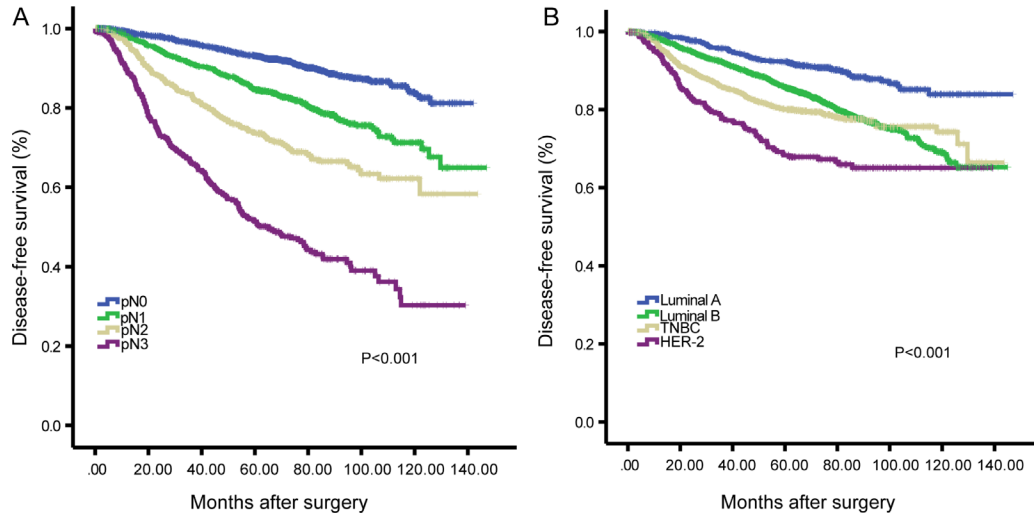 A
Disease-free survival (%)
1.0
0.8
0.6
0.4
0.2
0.0
pN0
pN1
pN2
pN3
P<0.001
.00 20.00 40.00 60.00 80.00 100.00 120.00 140.00
Months after surgery
B
Disease-free survival (%)
1.0
0.8
0.6
0.4
0.2
0.0
Luminal A
Luminal B
TNBC
HER-2
P<0.001
.00 20.00 40.00 60.00 80.00 100.00 120.00 140.00
Months after surgery